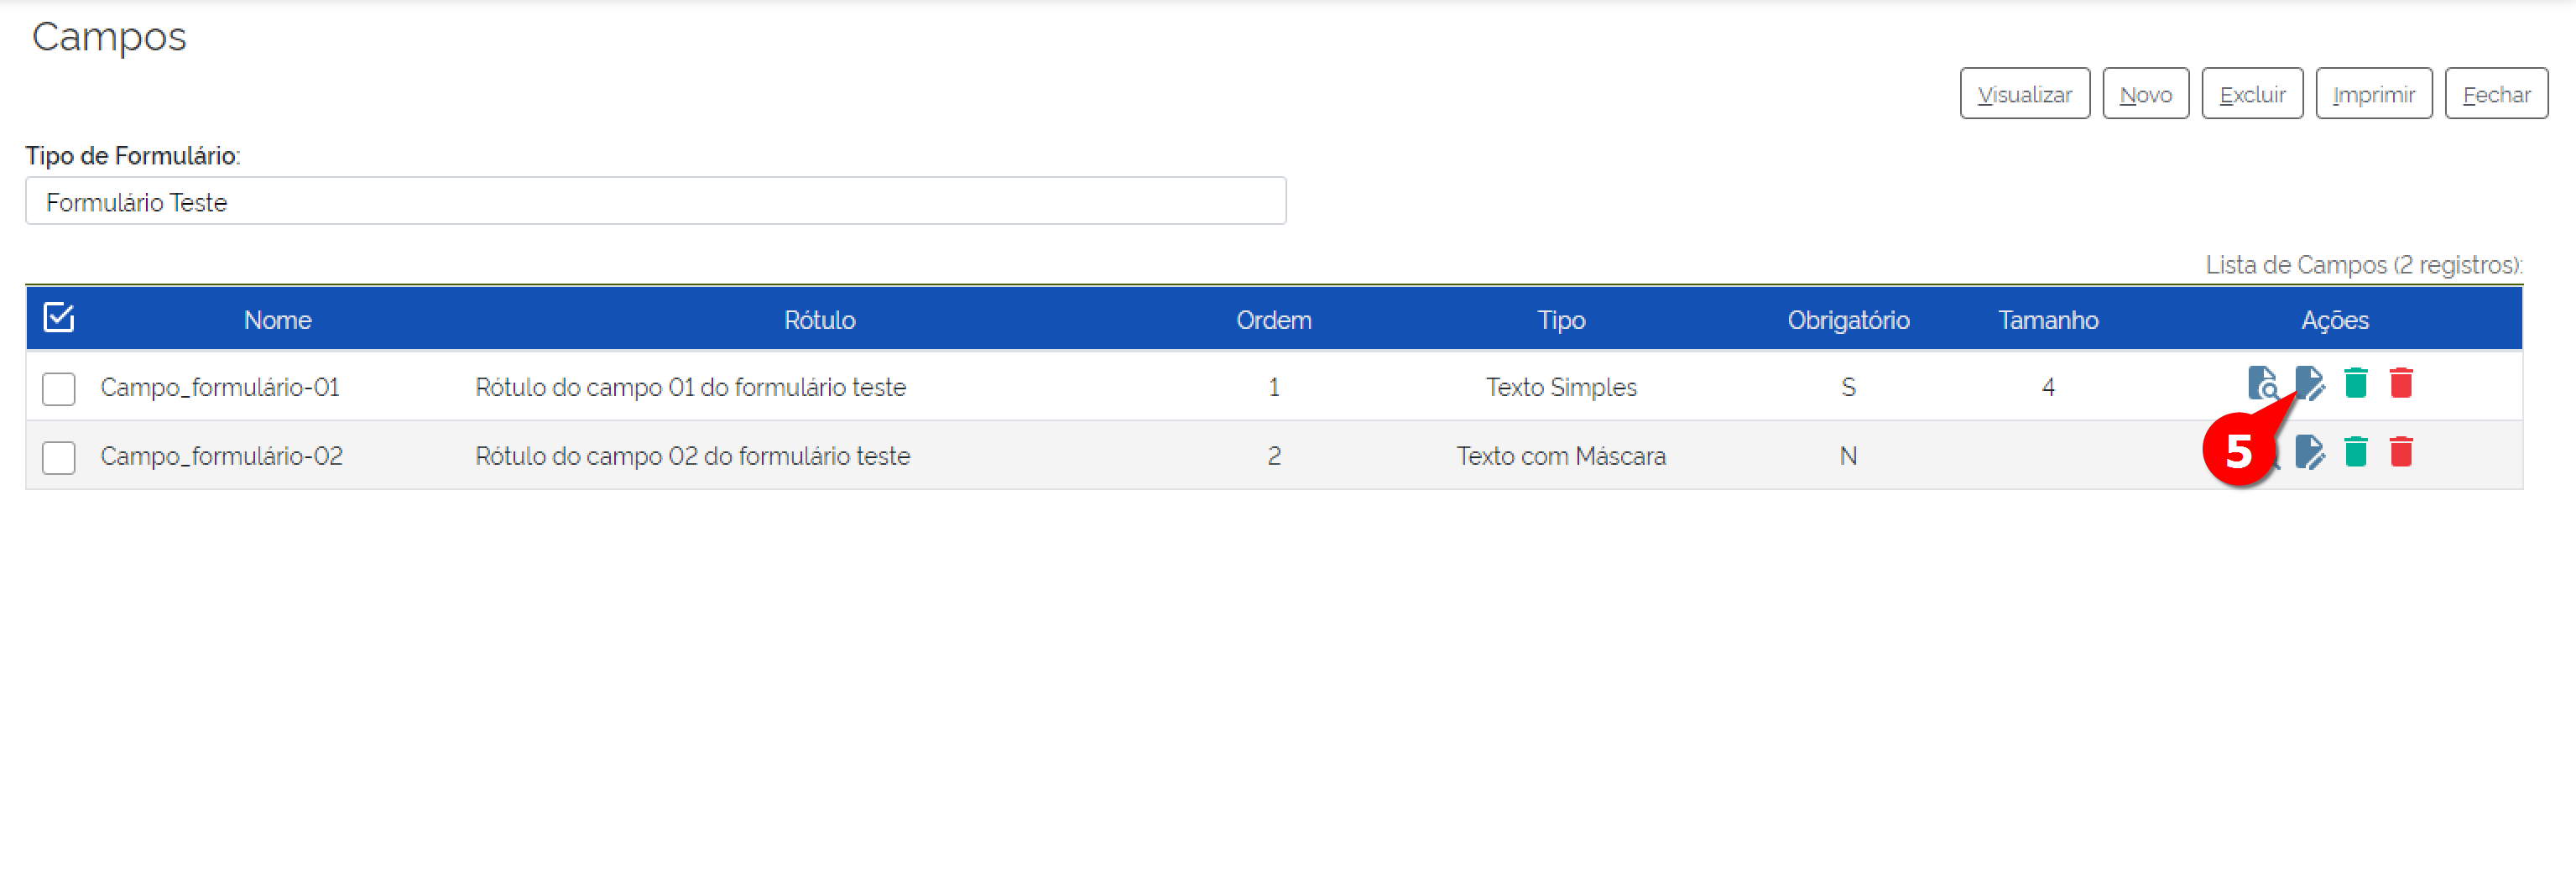 Campos
Visualizar Novo Excluir Imprimir Fechar
Tipo de Formulário:
Formulário Teste
Lista de Campos (2 registros):
Nome Rótulo Ordem Tipo Obrigatório Tamanho Ações
Campo_formulário-01 Rótulo do campo 01 do formulário teste 1 Texto Simples S 4
Campo_formulário-02 Rótulo do campo 02 do formulário teste 2 Texto com Máscara N
5